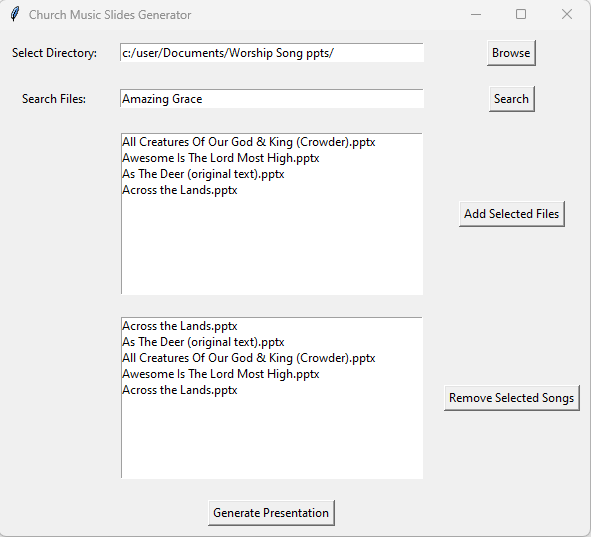 Church Music Slides Generator
Select Directory: c:/user/Documents/Worship Song ppts/ Browse
Search Files: Amazing Grace Search
All Creatures Of Our God & King (Crowder).pptx
Awesome Is The Lord Most High.pptx
As The Deer (original text).pptx
Across the Lands.pptx
Add Selected Files
Across the Lands.pptx
As The Deer (original text).pptx
All Creatures Of Our God & King (Crowder).pptx
Awesome Is The Lord Most High.pptx
Across the Lands.pptx
Remove Selected Songs
Generate Presentation